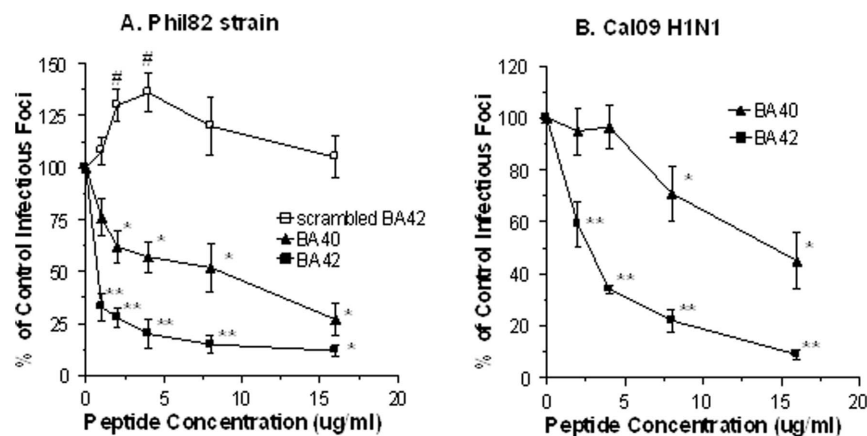 A. Phil82 strain
% of Control Infectious Foci
150
125
100
75
50
25
0
# #
scrambled BA42
BA40
BA42
* * * *
** ** ** ** *
0 5 10 15 20
Peptide Concentration (ug/ml)
B. Cal09 H1N1
% of Control Infectious Foci
120
100
80
60
40
20
0
BA40
BA42
* *
** ** ** **
0 5 10 15 20
Peptide Concentration (ug/ml)